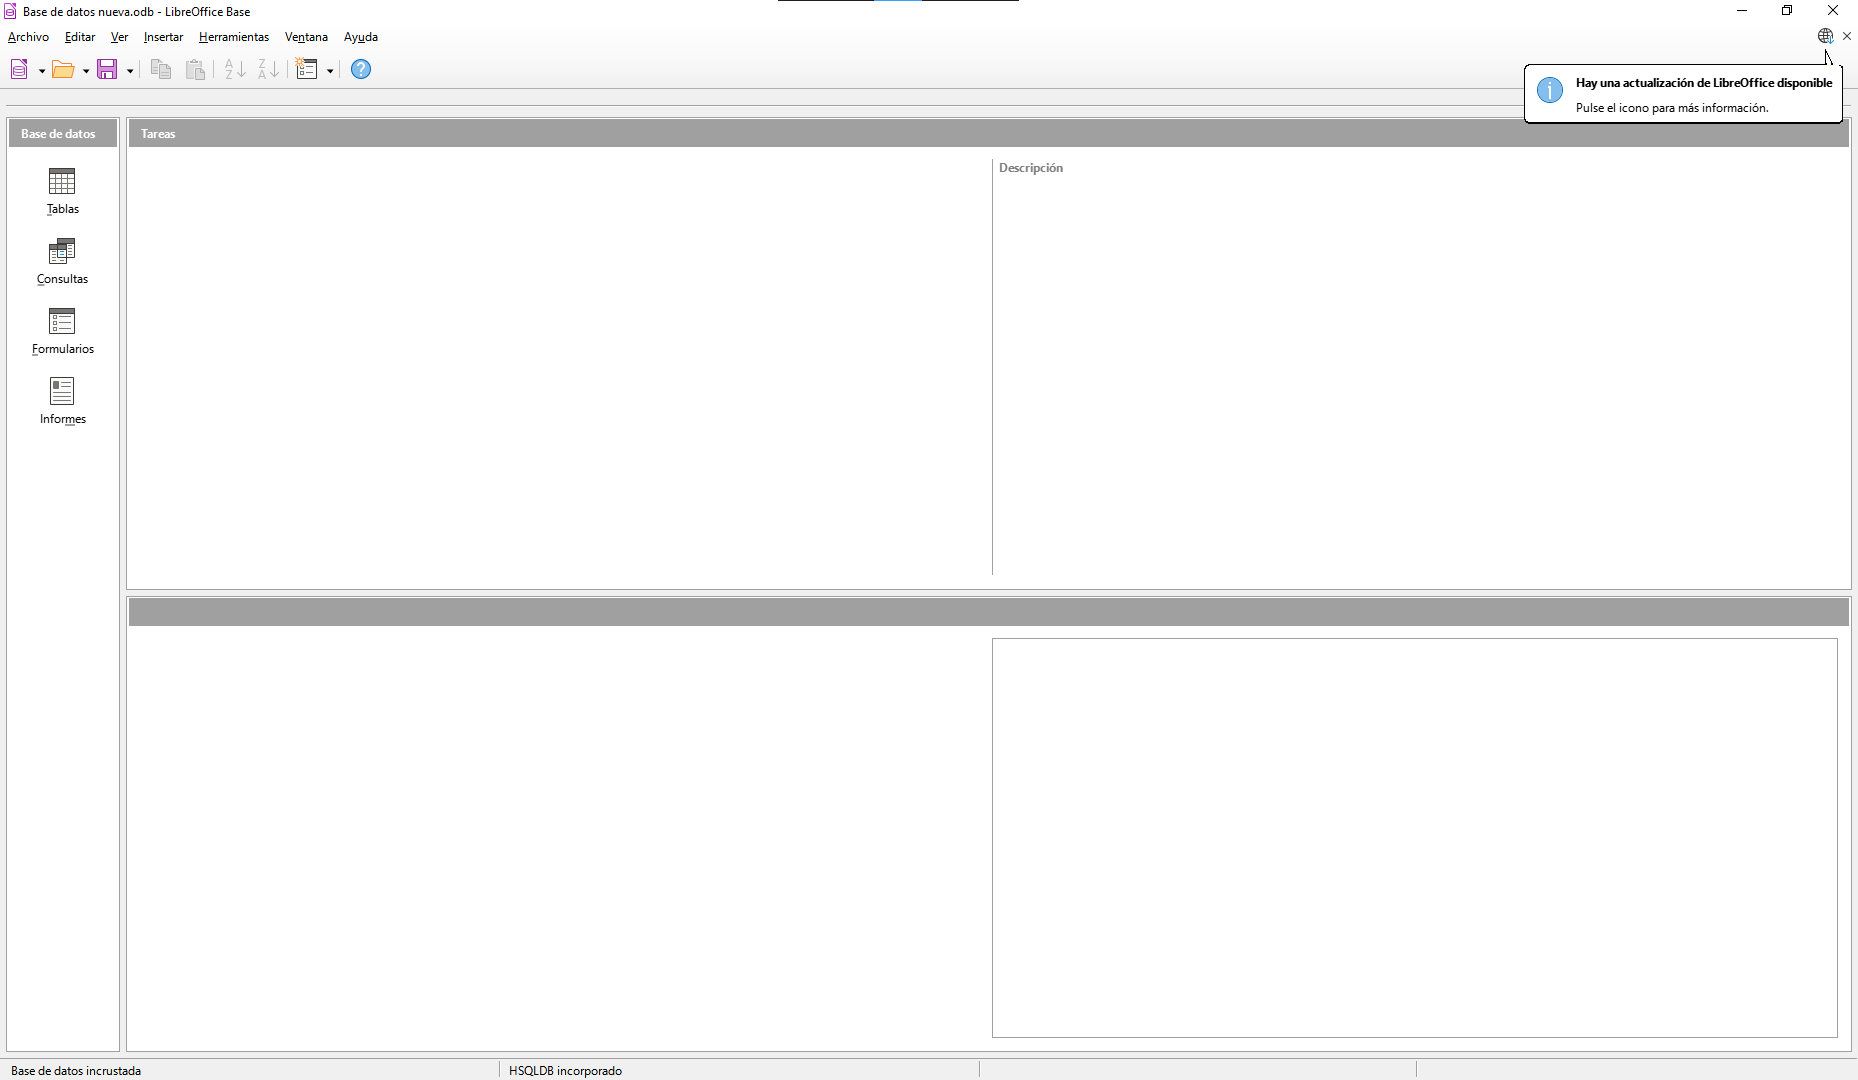 Base de datos nueva.odb - LibreOffice Base
Archivo Editar Ver Insertar Herramientas Ventana Ayuda
Hay una actualización de LibreOffice disponible
Pulse el icono para más información.
Base de datos
Tareas
Descripción
Tablas
Consultas
Formularios
Informes
Base de datos incrustada
HSQLDB incorporado